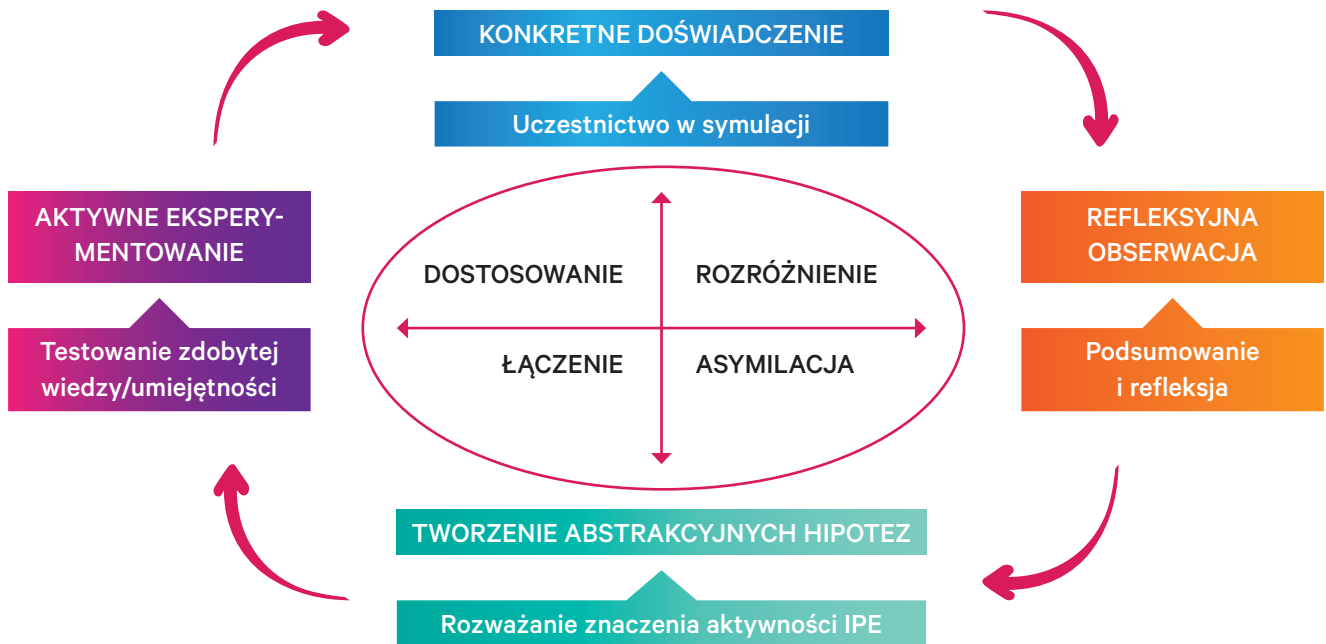 KONKRETNE DOŚWIADCZENIE
Uczestnictwo w symulacji
AKTYWNE EKSPERY-
MENTOWANIE
Testowanie zdobytej
wiedzy/umiejętności
DOSTOSOWANIE
ROZRÓŻNIENIE
ŁĄCZENIE
ASYMILACJA
REFLEKSYJNA
OBSERWACJA
Podsumowanie
i refleksja
TWORZENIE ABSTRAKCYJNYCH HIPOTEZ
Rozważanie znaczenia aktywności IPE